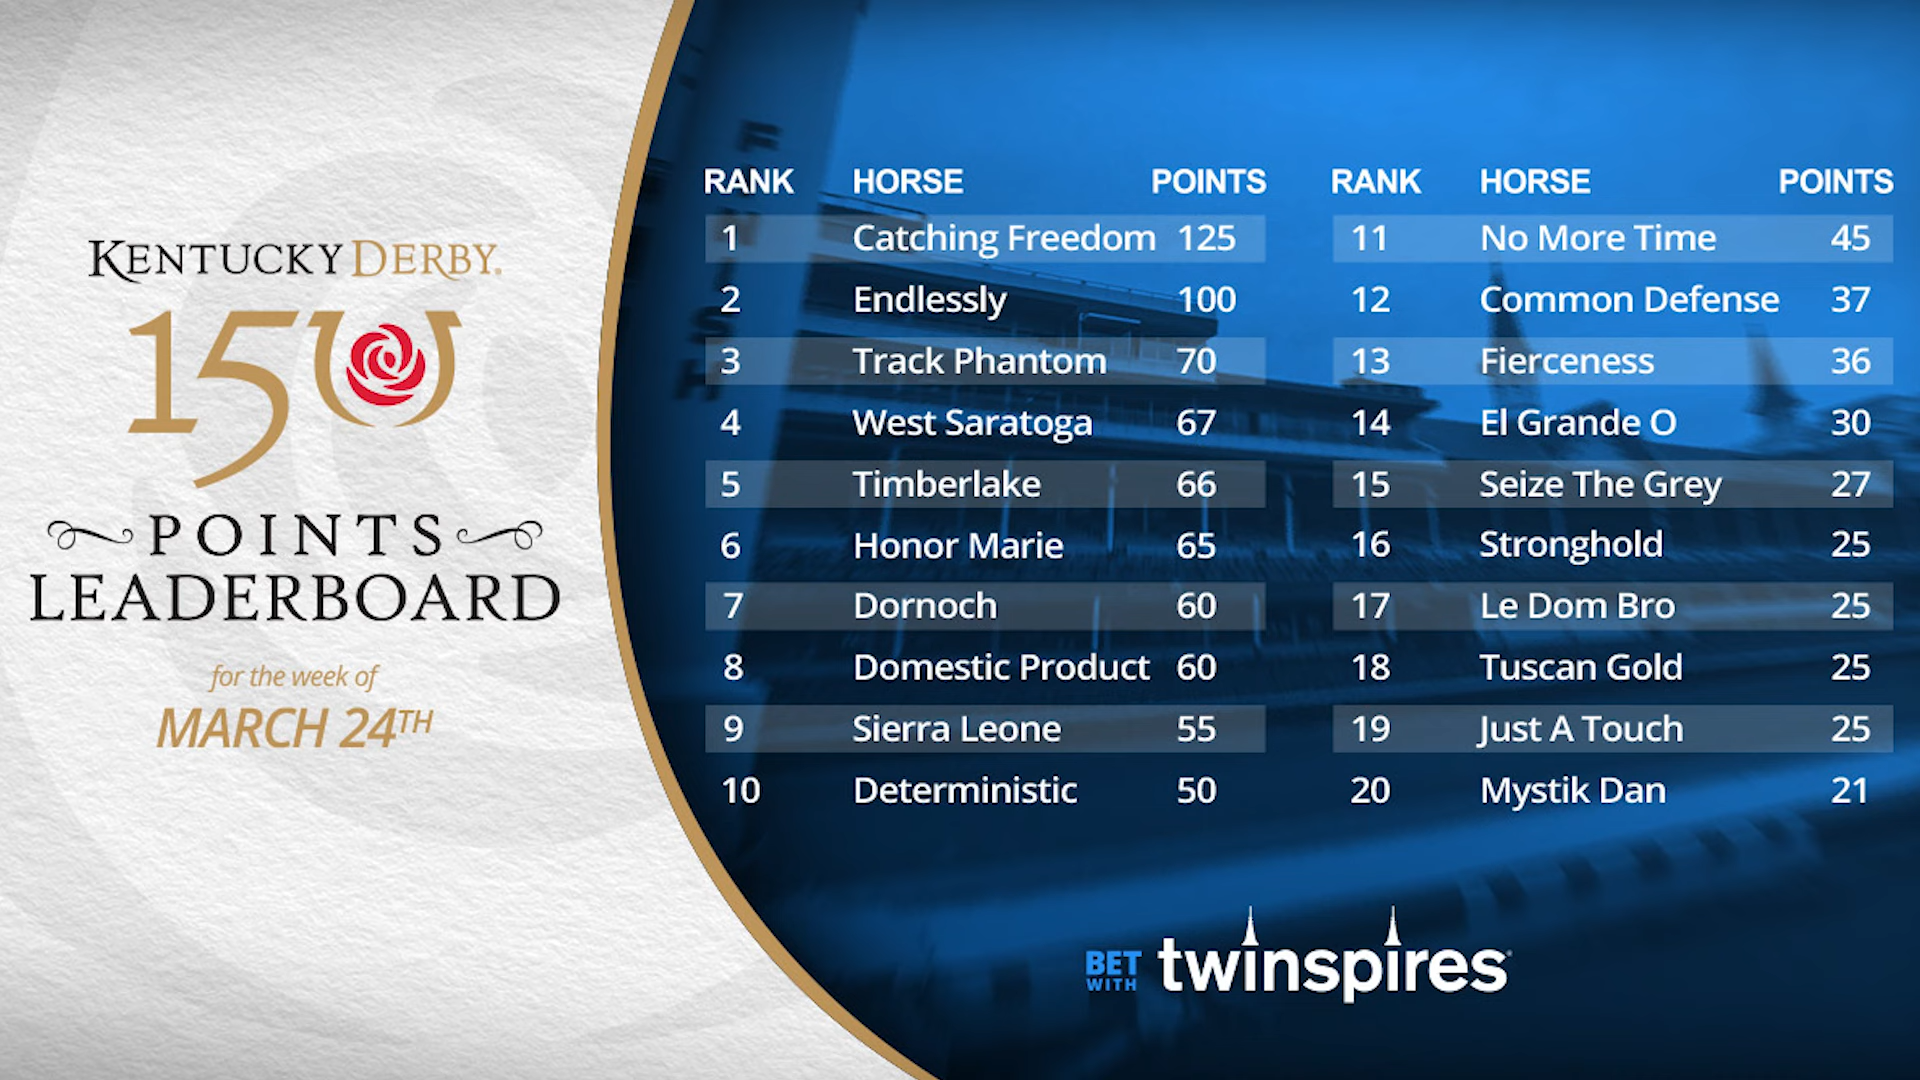 KENTUCKY DERBY®
150
POINTS
LEADERBOARD
for the week of
MARCH 24TH
RANK HORSE POINTS
1 Catching Freedom 125
2 Endlessly 100
3 Track Phantom 70
4 West Saratoga 67
5 Timberlake 66
6 Honor Marie 65
7 Dornoch 60
8 Domestic Product 60
9 Sierra Leone 55
10 Deterministic 50
RANK HORSE POINTS
11 No More Time 45
12 Common Defense 37
13 Fierceness 36
14 El Grande O 30
15 Seize The Grey 27
16 Stronghold 25
17 Le Dom Bro 25
18 Tuscan Gold 25
19 Just A Touch 25
20 Mystik Dan 21
BET WITH twinspires